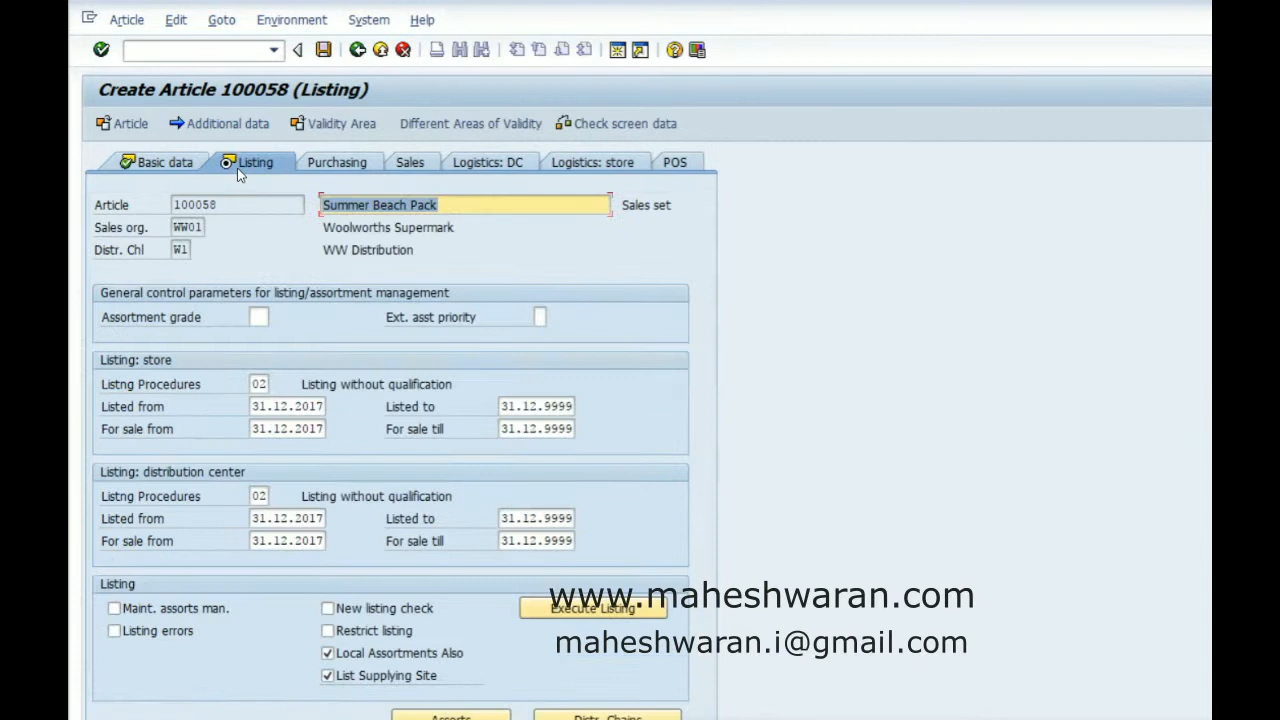 Article Edit Goto Environment System Help
Create Article 100058 (Listing)
Article Additional data Validity Area Different Areas of Validity Check screen data
Basic data Listing Purchasing Sales Logistics: DC Logistics: store POS
Article 100058 Summer Beach Pack Sales set
Sales org. WW01 Woolworths Supermark
Distr. Chl W1 WW Distribution
General control parameters for listing/assortment management
Assortment grade Ext. asst priority
Listing: store
Listng Procedures 02 Listing without qualification
Listed from 31.12.2017 Listed to 31.12.9999
For sale from 31.12.2017 For sale till 31.12.9999
Listing: distribution center
Listng Procedures 02 Listing without qualification
Listed from 31.12.2017 Listed to 31.12.9999
For sale from 31.12.2017 For sale till 31.12.9999
Listing
Maint. assorts man. New listing check Execute Listing
www.maheshwaran.com
Listing errors Restrict listing
maheshwaran.i@gmail.com
Local Assortments Also
List Supplying Site
Assorts Distr. Chains